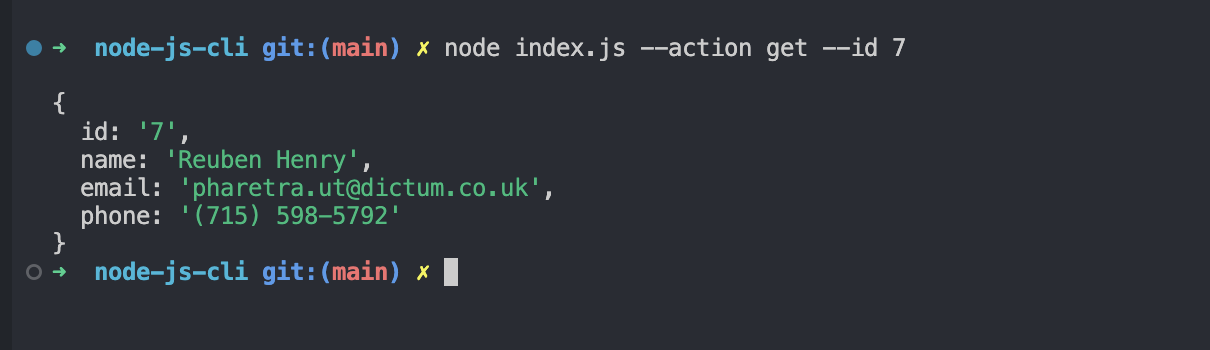 ➜ node-js-cli git:(main) ✗ node index.js --action get --id 7
{
id: '7',
name: 'Reuben Henry',
email: 'pharetra.ut@dictum.co.uk',
phone: '(715) 598-5792'
}
➜ node-js-cli git:(main) ✗